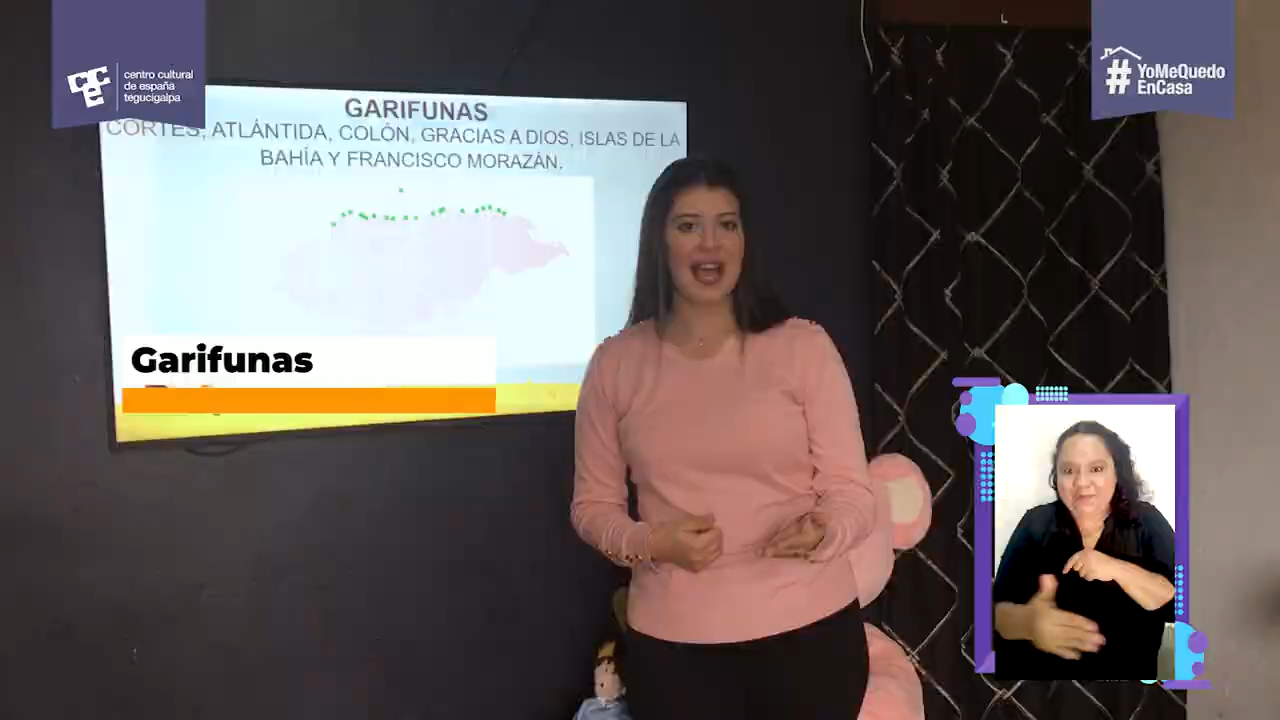 centro cultural
de españa
tegucigalpa
#YoMeQuedo
EnCasa
GARIFUNAS
CORTÉS, ATLÁNTIDA, COLÓN, GRACIAS A DIOS, ISLAS DE LA
BAHÍA Y FRANCISCO MORAZÁN.
Garifunas